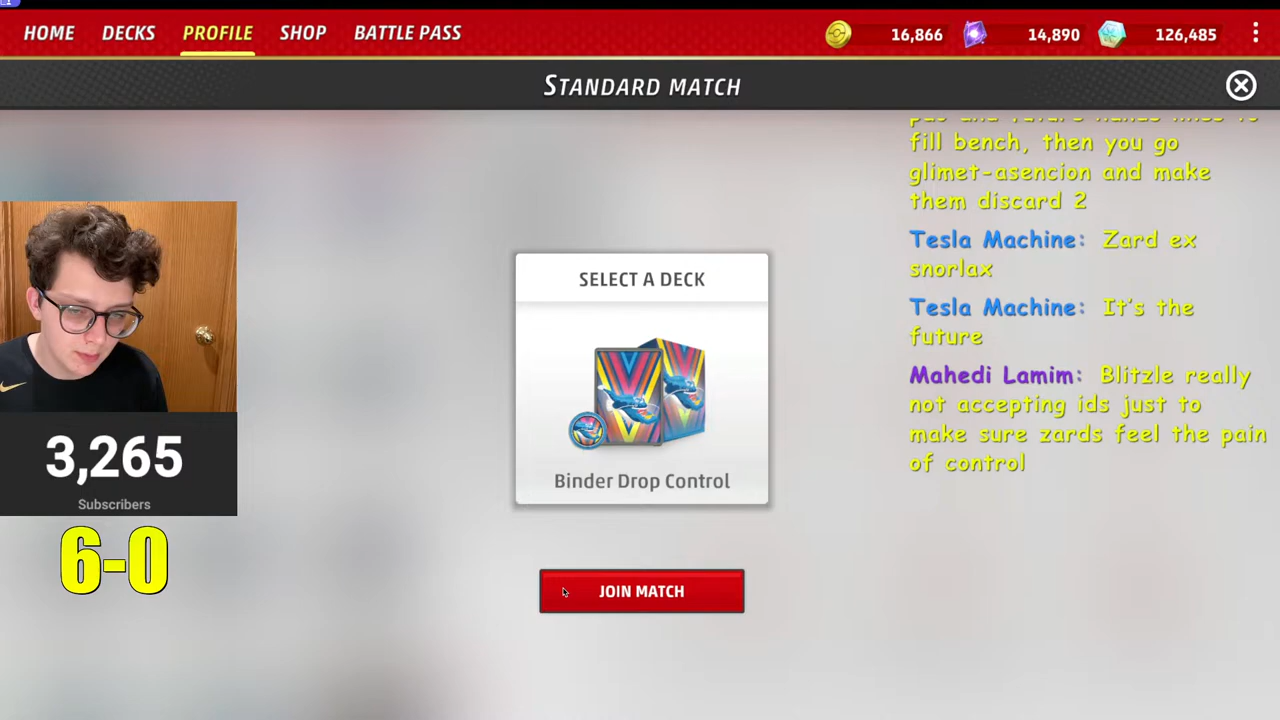 HOME DECKS PROFILE SHOP BATTLE PASS 16,866 14,890 126,485
STANDARD MATCH
fill bench, then you go
glimet-asencion and make
them discard 2
Tesla Machine: Zard ex
snorlax
Tesla Machine: It's the
future
Mahedi Lamim: Blitzle really
not accepting ids just to
make sure zards feel the pain
of control
SELECT A DECK
Binder Drop Control
JOIN MATCH
3,265
Subscribers
6-0